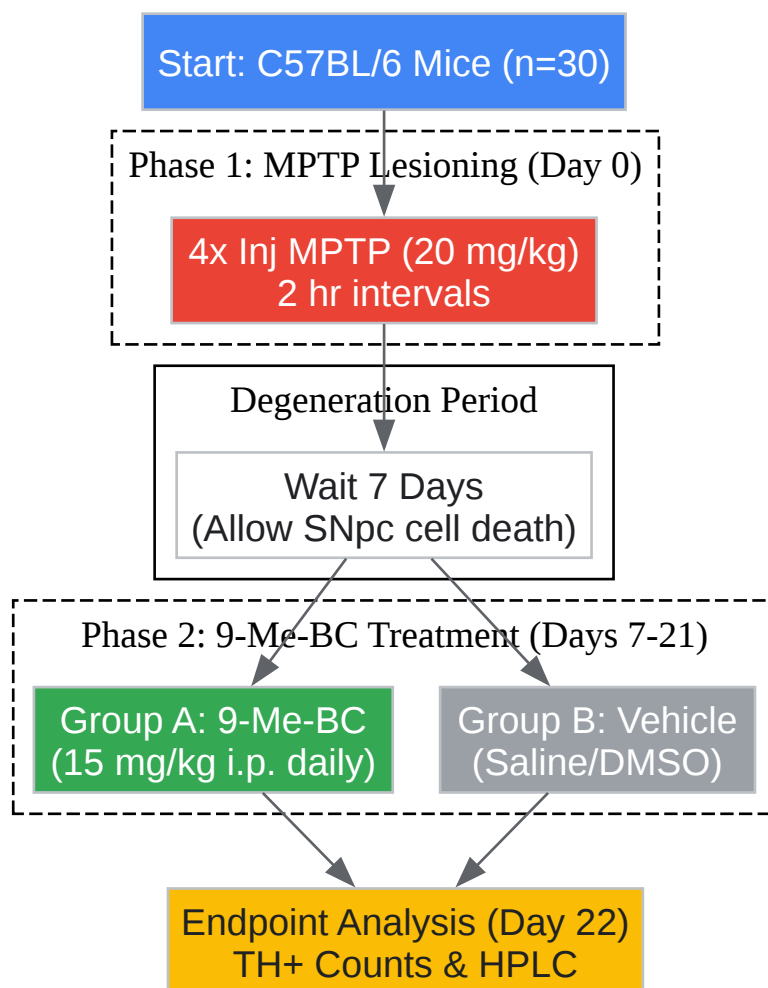 Start: C57BL/6 Mice (n=30)
Phase 1: MPTP Lesioning (Day 0)
4x Inj MPTP (20 mg/kg)
2 hr intervals
Degeneration Period
Wait 7 Days
(Allow SNpc cell death)
Phase 2: 9-Me-BC Treatment (Days 7-21)
Group A: 9-Me-BC
(15 mg/kg i.p. daily)
Group B: Vehicle
(Saline/DMSO)
Endpoint Analysis (Day 22)
TH+ Counts & HPLC